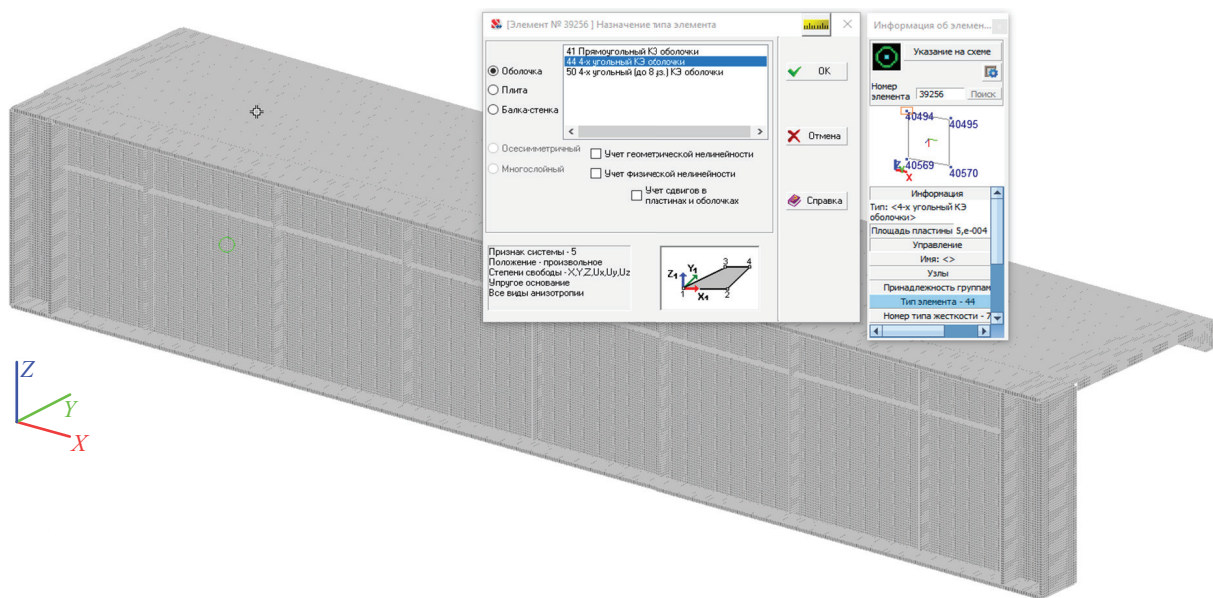 [Элемент № 39256 ] Назначение типа элемента
Оболочка
Плита
Балка-стенка
Осесимметричный
Многослойный
41 Прямоугольный КЭ оболочки
44 4-х угольный КЭ оболочки
50 4-х угольный (до 8 уз.) КЭ оболочки
Учет геометрической нелинейности
Учет физической нелинейности
Учет сдвигов в
пластинах и оболочках
OK
Отмена
Справка
Признак системы - 5
Положение - произвольное
Степени свободы - X,Y,Z,Ux,Uy,Uz
Упругое основание
Все виды анизотропии
Z1
Y1
X1
1
2
3
4
Информация об элемен...
Указание на схеме
Номер
элемента
39256
Поиск
40494
40495
1
40569
40570
Z
X
Информация
Тип: <4-х угольный КЭ
оболочки>
Площадь пластины 5,e-004
Управление
Имя: <>
Узлы
Принадлежность группам
Тип элемента - 44
Номер типа жесткости - 7
Z
Y
X